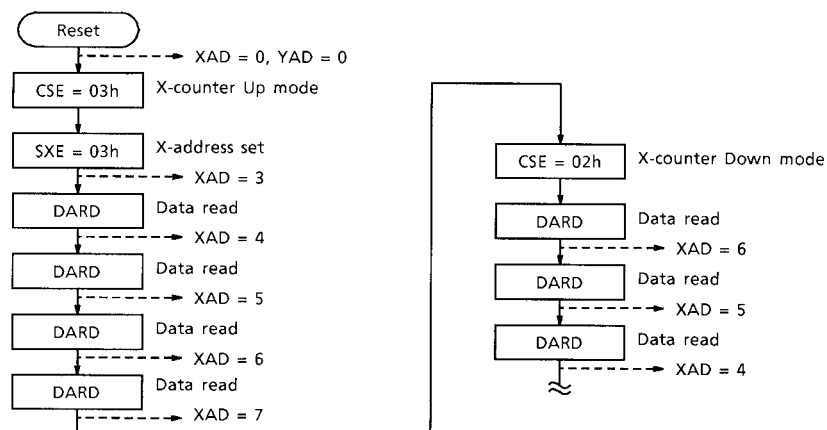 Reset
XAD = 0, YAD = 0
CSE = 03h X-counter Up mode
SXE = 03h X-address set
XAD = 3
DARD Data read
XAD = 4
DARD Data read
XAD = 5
DARD Data read
XAD = 6
DARD Data read
XAD = 7
CSE = 02h X-counter Down mode
DARD Data read
XAD = 6
DARD Data read
XAD = 5
DARD Data read
XAD = 4